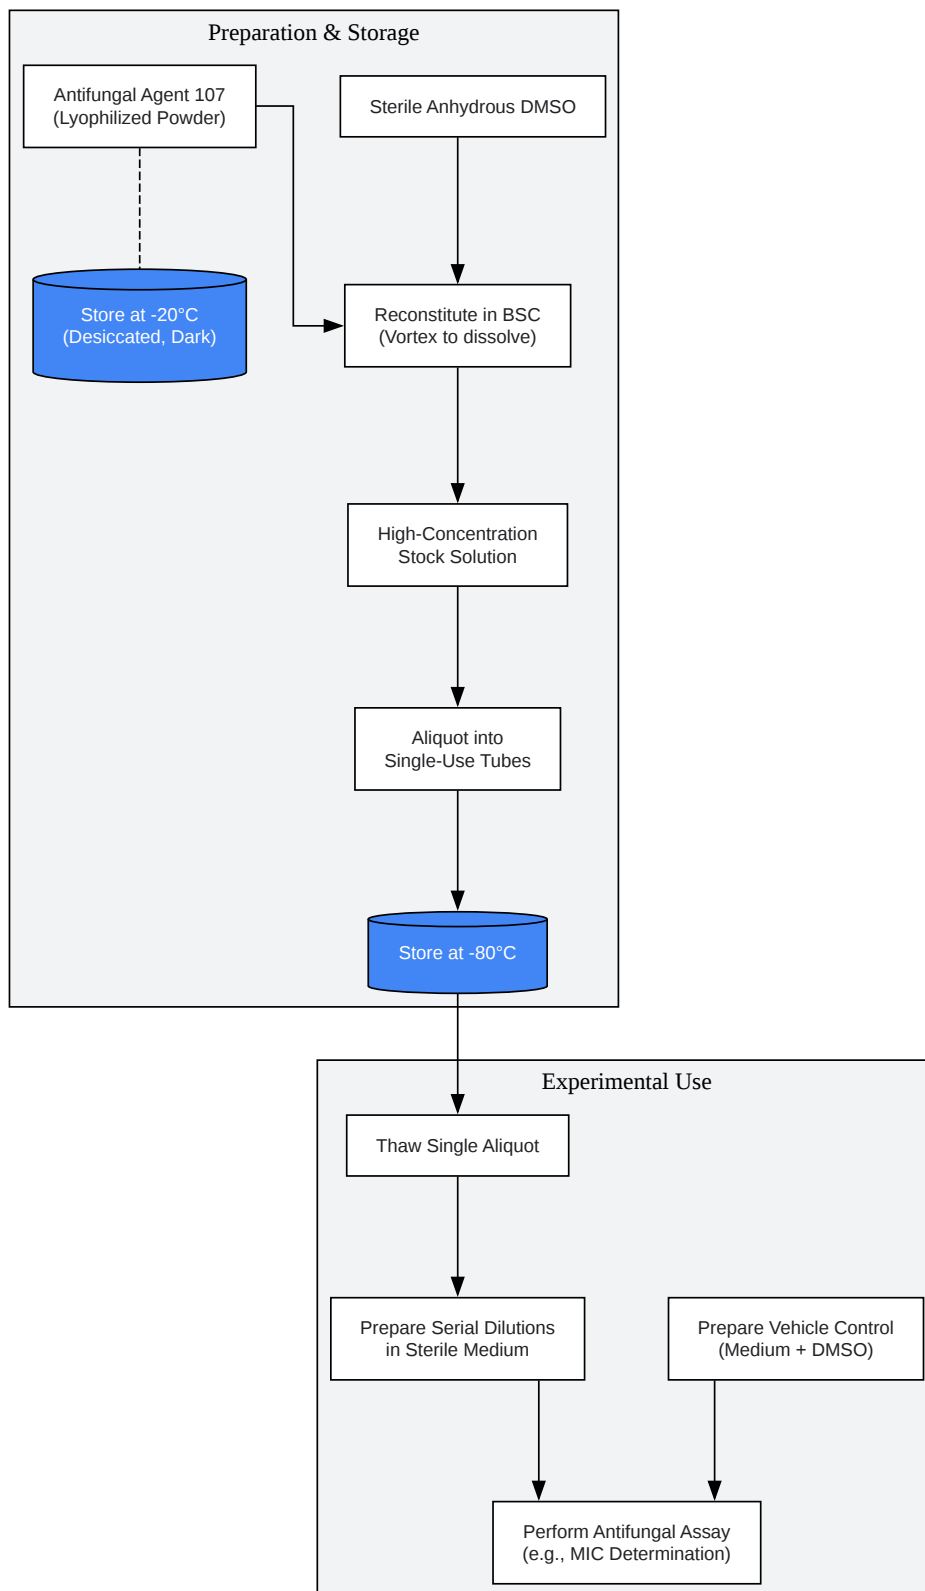 Preparation & Storage
Antifungal Agent 107
(Lyophilized Powder)
Sterile Anhydrous DMSO
Store at -20°C
(Desiccated, Dark)
Reconstitute in BSC
(Vortex to dissolve)
High-Concentration
Stock Solution
Aliquot into
Single-Use Tubes
Store at -80°C
Experimental Use
Thaw Single Aliquot
Prepare Serial Dilutions
in Sterile Medium
Prepare Vehicle Control
(Medium + DMSO)
Perform Antifungal Assay
(e.g., MIC Determination)